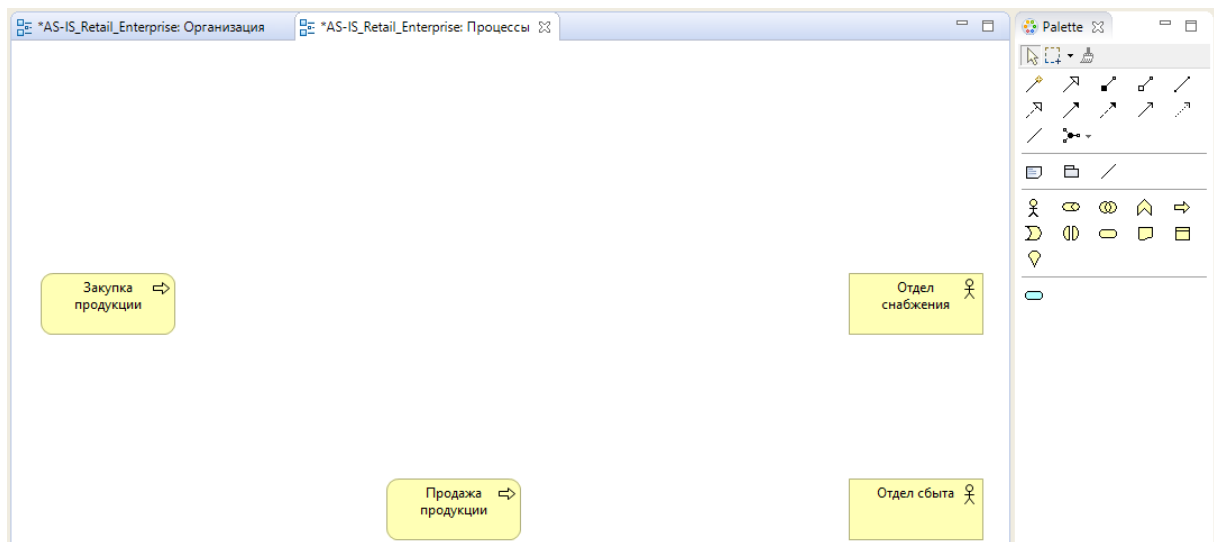 *AS-IS_Retail_Enterprise: Организация
*AS-IS_Retail_Enterprise: Процессы
Palette
Закупка
продукции
Отдел
снабжения
Продажа
продукции
Отдел сбыта